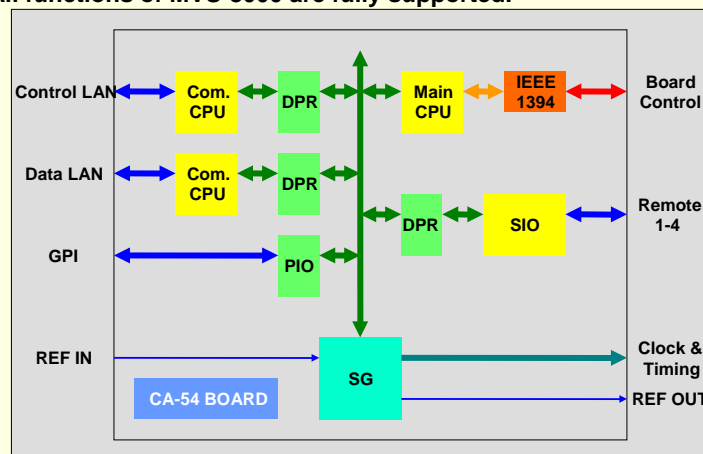 functions of MVS-8000 are fully supported.
Control LAN
Com.
CPU
DPR
Main
CPU
IEEE
1394
Board
Control
Data LAN
Com.
CPU
DPR
DPR
SIO
Remote
1-4
GPI
PIO
REF IN
SG
Clock &
Timing
CA-54 BOARD
REF OUT